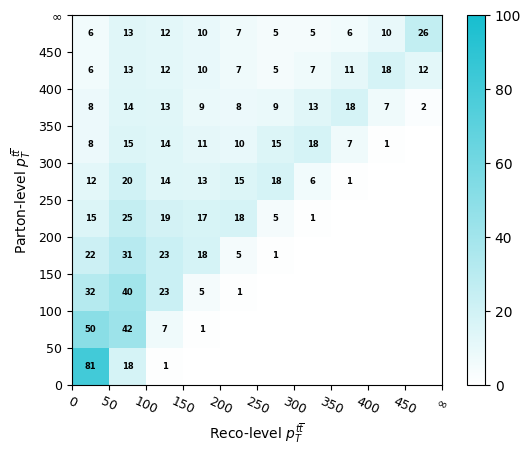 ∞ 6 13 12 10 7 5 5 6 10 26 100
450 6 13 12 10 7 5 7 11 18 12
400 8 14 13 9 8 9 13 18 7 2 80
350 8 15 14 11 10 15 18 7 1
300 12 20 14 13 15 18 6 1 60
250 15 25 19 17 18 5 1
200 22 31 23 18 5 1 40
150 32 40 23 5 1
100 50 42 7 1 20
50 81 18 1
0 0
0 50 100 150 200 250 300 350 400 450 ∞
Parton-level $p_T^{t\bar{t}}$
Reco-level $p_T^{t\bar{t}}$